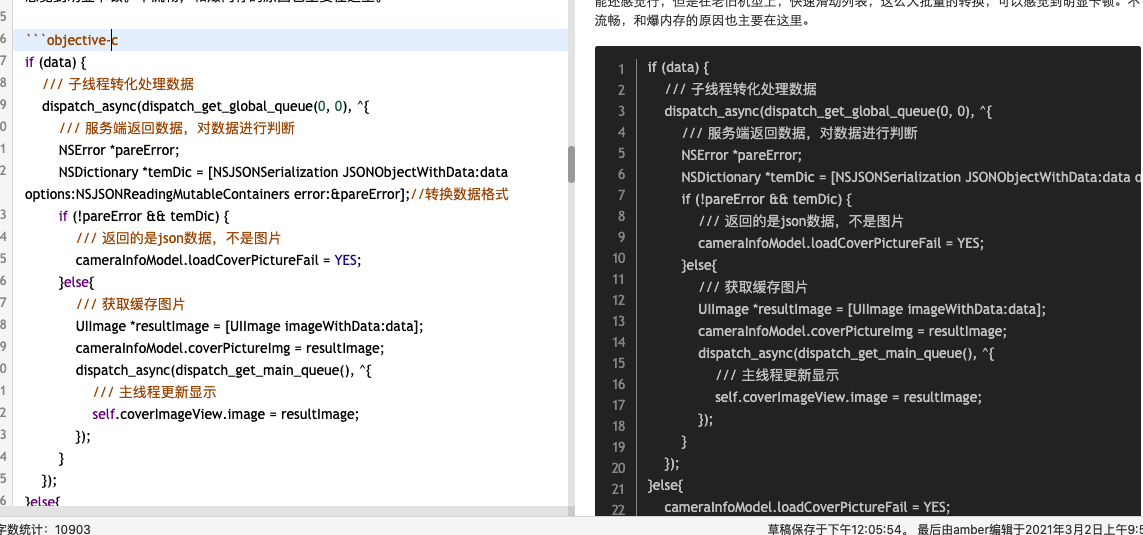 能还感觉行，但是在老旧机型上，快速滑动列表，这么大批量的转换，可以感觉到明显卡顿。不
流畅，和爆内存的原因也主要在这里。
5
6 ```objective-c
7 if (data) {
8 /// 子线程转化处理数据
9 dispatch_async(dispatch_get_global_queue(0, 0), ^{
0 /// 服务端返回数据，对数据进行判断
1 NSError *pareError;
2 NSDictionary *temDic = [NSJSONSerialization JSONObjectWithData:data
options:NSJSONReadingMutableContainers error:&pareError];//转换数据格式
3 if (!pareError && temDic) {
4 /// 返回的是json数据，不是图片
5 cameraInfoModel.loadCoverPictureFail = YES;
6 }else{
7 /// 获取缓存图片
8 UIImage *resultImage = [UIImage imageWithData:data];
9 cameraInfoModel.coverPictureImg = resultImage;
0 dispatch_async(dispatch_get_main_queue(), ^{
1 /// 主线程更新显示
2 self.coverImageView.image = resultImage;
3 });
4 }
5 });
6 }else{
1 if (data) {
2 /// 子线程转化处理数据
3 dispatch_async(dispatch_get_global_queue(0, 0), ^{
4 /// 服务端返回数据，对数据进行判断
5 NSError *pareError;
6 NSDictionary *temDic = [NSJSONSerialization JSONObjectWithData:data o
7 if (!pareError && temDic) {
8 /// 返回的是json数据，不是图片
9 cameraInfoModel.loadCoverPictureFail = YES;
10 }else{
11 /// 获取缓存图片
12 UIImage *resultImage = [UIImage imageWithData:data];
13 cameraInfoModel.coverPictureImg = resultImage;
14 dispatch_async(dispatch_get_main_queue(), ^{
15 /// 主线程更新显示
16 self.coverImageView.image = resultImage;
17 });
18 }
19 });
20 }else{
21 cameraInfoModel.loadCoverPictureFail = YES;
22
字数统计：10903
草稿保存于下午12:05:54。 最后由amber编辑于2021年3月2日上午9:5